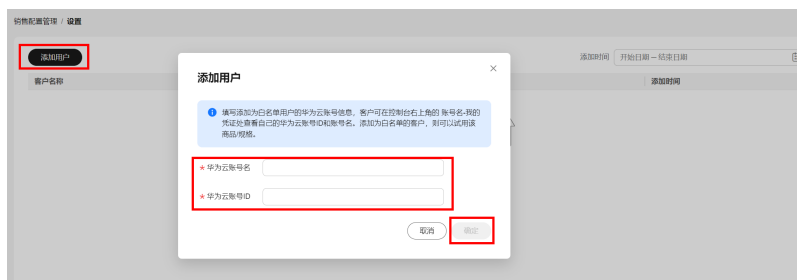 销售配置管理 / 设置
添加用户
添加时间 开始日期 – 结束日期
客户名称 添加时间
添加用户
填写添加为白名单用户的华为云账号信息，客户可在控制台右上角的 账号名-我的
凭证处查看自己的华为云账号ID和账号名。添加为白名单的客户，则可以试用该
商品/规格。
* 华为云账号名
* 华为云账号ID
取消 确定